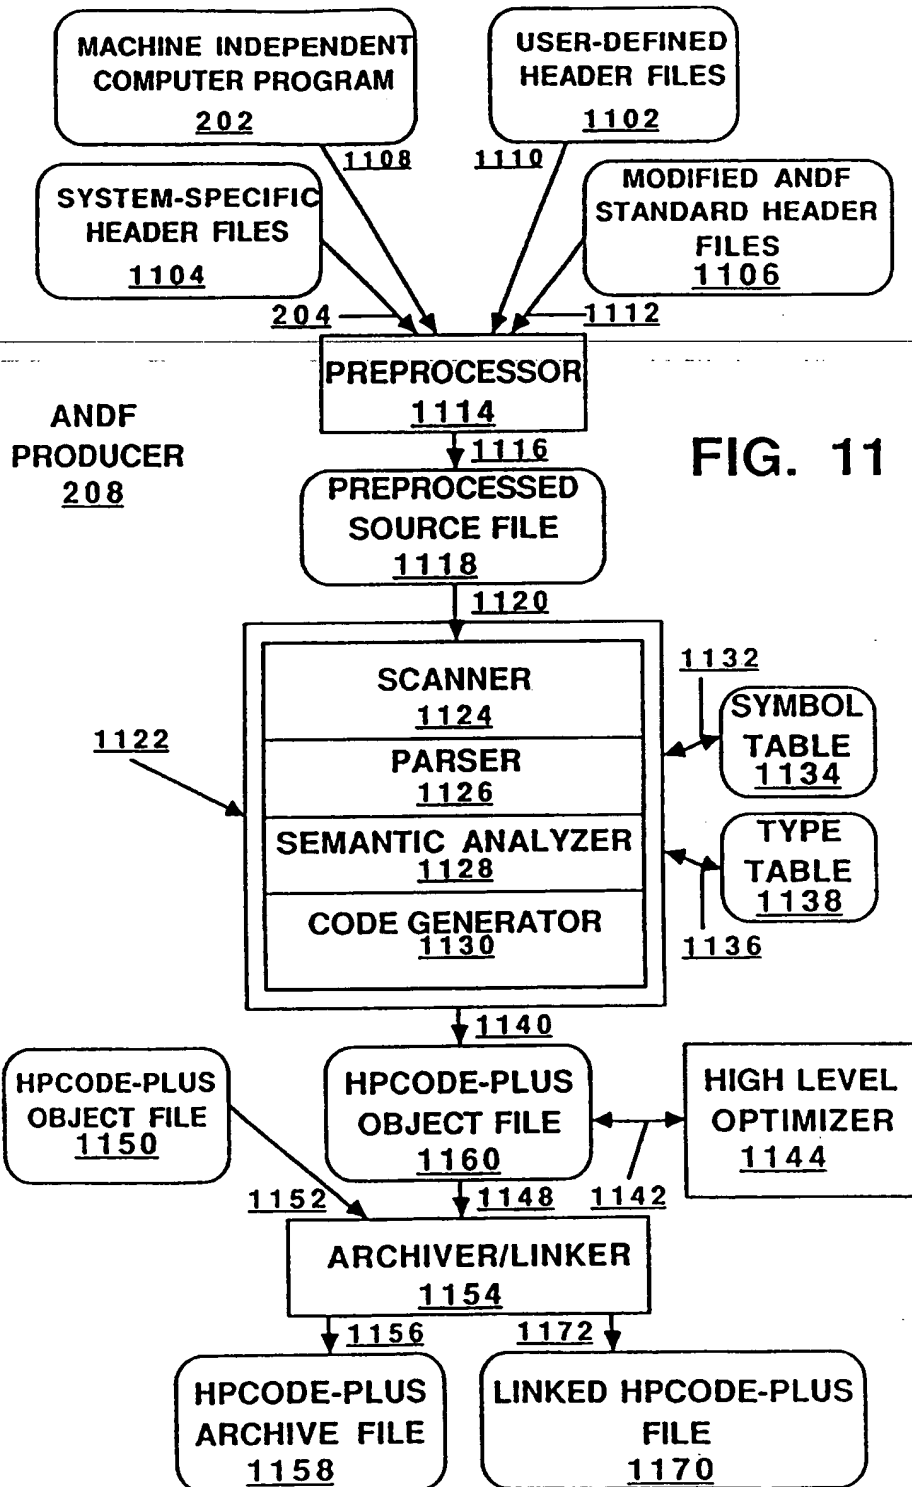 MACHINE INDEPENDENT
COMPUTER PROGRAM
202
USER-DEFINED
HEADER FILES
1102
1108
1110
SYSTEM-SPECIFIC
HEADER FILES
1104
MODIFIED ANDF
STANDARD HEADER
FILES
1106
204
1112
PREPROCESSOR
1114
ANDF
PRODUCER
208
FIG. 11
1116
PREPROCESSED
SOURCE FILE
1118
1120
SCANNER
1124
PARSER
1126
SEMANTIC ANALYZER
1128
CODE GENERATOR
1130
1122
1132
SYMBOL
TABLE
1134
TYPE
TABLE
1138
1136
1140
HPCODE-PLUS
OBJECT FILE
1150
HPCODE-PLUS
OBJECT FILE
1160
HIGH LEVEL
OPTIMIZER
1144
1152
1148
1142
ARCHIVER/LINKER
1154
1156
1172
HPCODE-PLUS
ARCHIVE FILE
1158
LINKED HPCODE-PLUS
FILE
1170